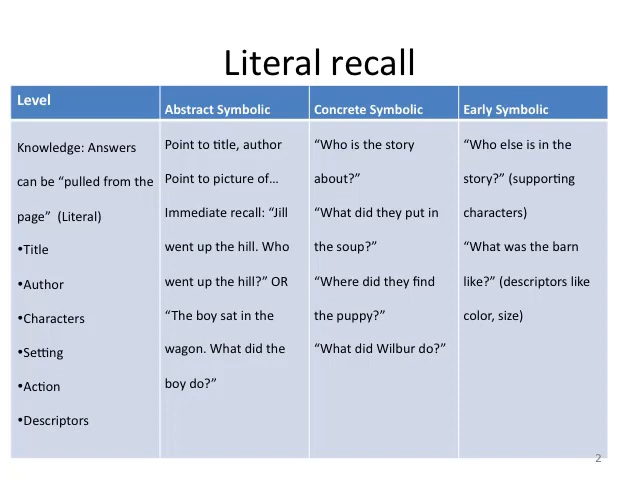 Literal recall
Level
Abstract Symbolic
Concrete Symbolic
Early Symbolic
Knowledge: Answers
can be “pulled from the
page”  (Literal)
•Title
•Author
•Characters
•Setting
•Action
•Descriptors
Point to title, author
Point to picture of…
Immediate recall: “Jill
went up the hill. Who
went up the hill?” OR
“The boy sat in the
wagon. What did the
boy do?”
“Who is the story
about?”
“What did they put in
the soup?”
“Where did they find
the puppy?”
“What did Wilbur do?”
“Who else is in the
story?” (supporting
characters)
“What was the barn
like?” (descriptors like
color, size)
2